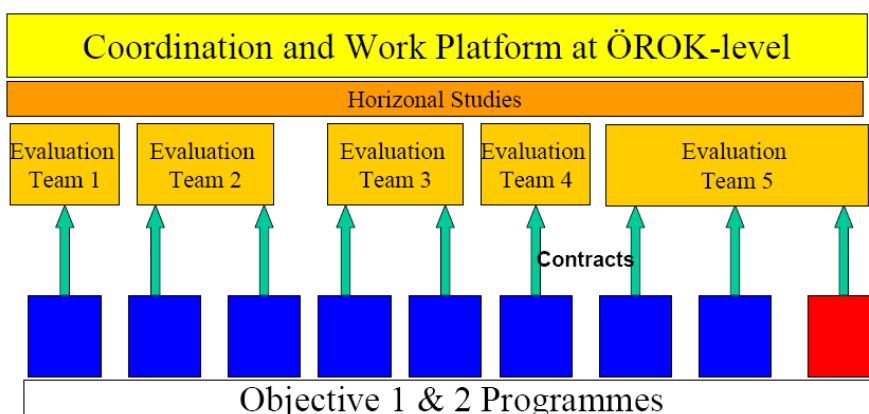 Coordination and Work Platform at ÖROK-level
Horizonal Studies
Evaluation
Team 1
Evaluation
Team 2
Evaluation
Team 3
Evaluation
Team 4
Evaluation
Team 5
Contracts
Objective 1 & 2 Programmes